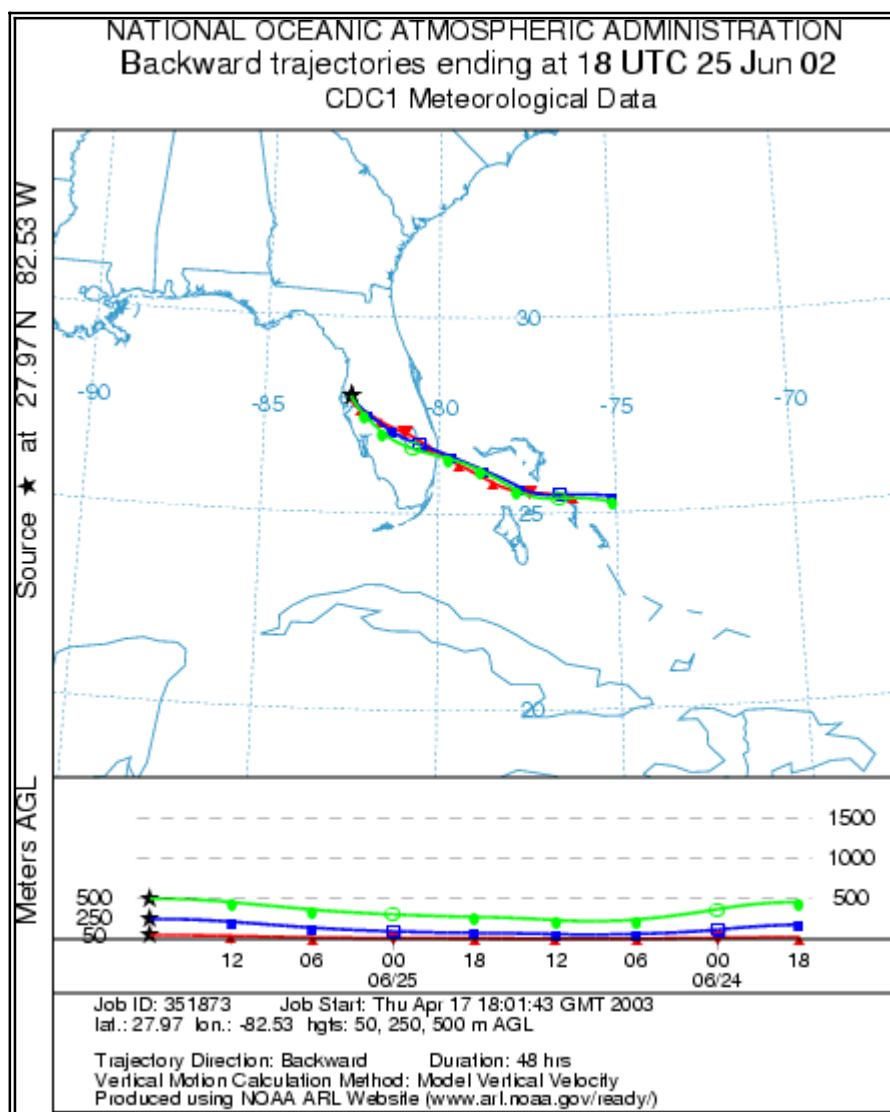 NATIONAL OCEANIC ATMOSPHERIC ADMINISTRATION
Backward trajectories ending at 18 UTC 25 Jun 02
CDC1 Meteorological Data
Source ★ at 27.97 N 82.53 W
30
-90
-85
-80
-75
-70
25
20
Meters AGL
1500
1000
500
500
250
50
12 06 00 18 12 06 00 18
06/25 06/24
Job ID: 351873 Job Start: Thu Apr 17 18:01:43 GMT 2003
lat.: 27.97 lon.: -82.53 hgts: 50, 250, 500 m AGL
Trajectory Direction: Backward Duration: 48 hrs
Vertical Motion Calculation Method: Model Vertical Velocity
Produced using NOAA ARL Website (www.arl.noaa.gov/ready/)